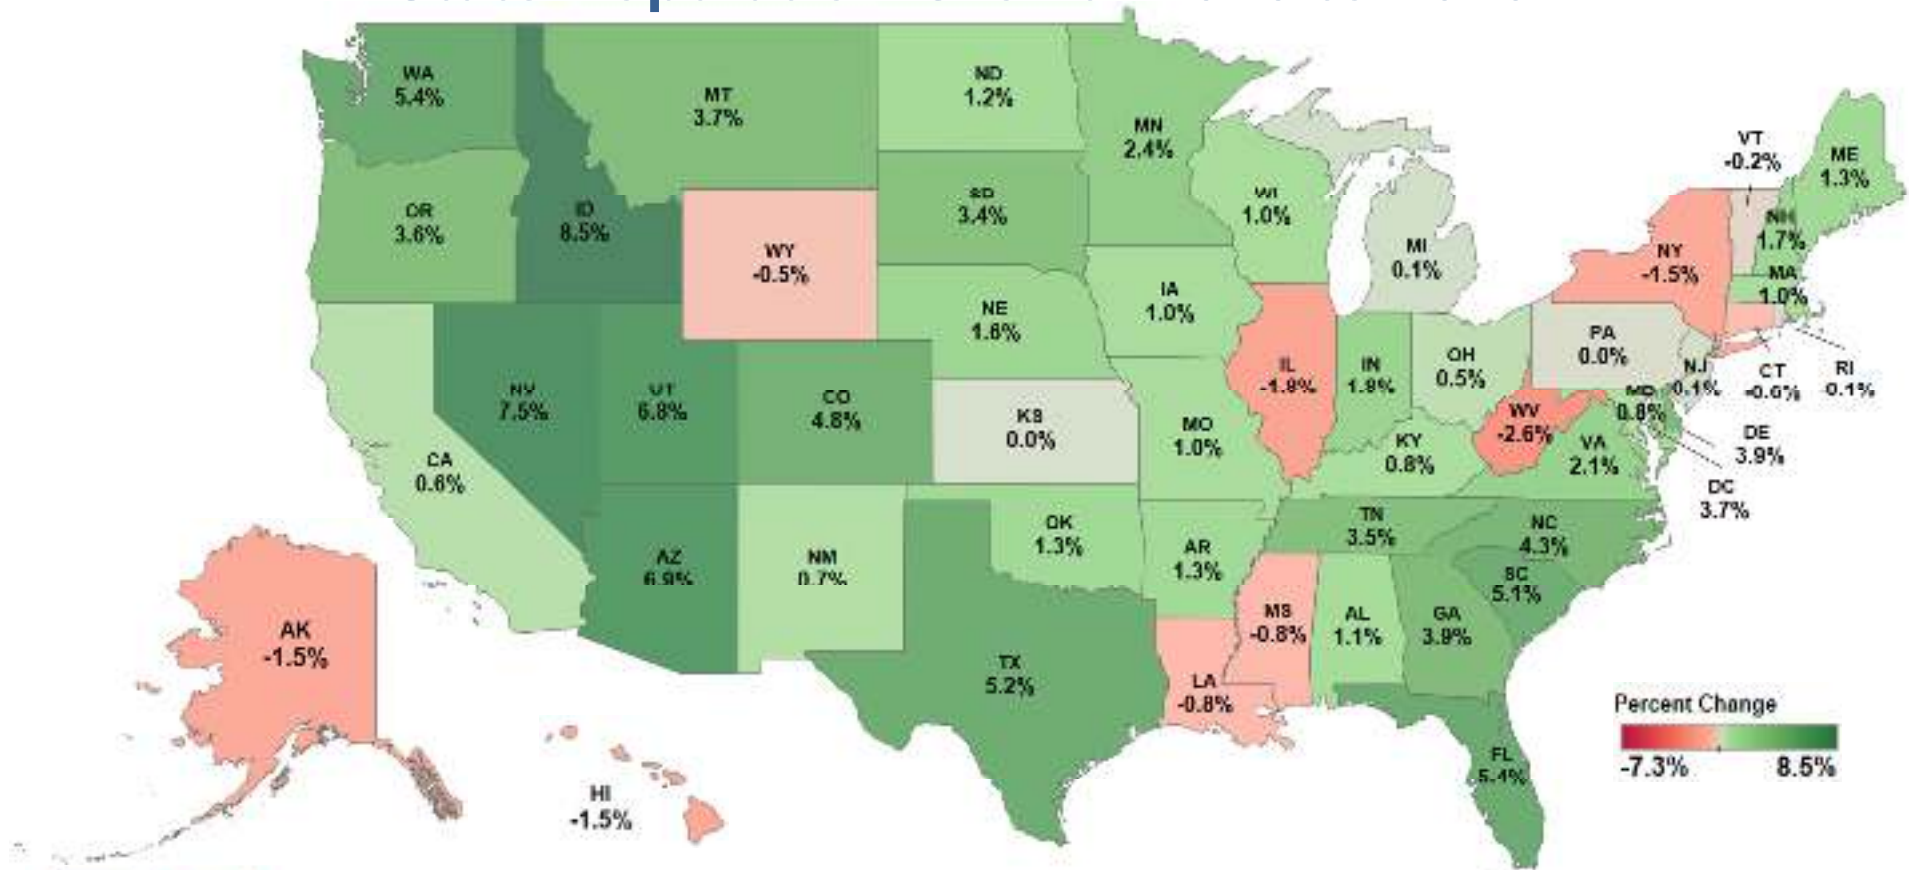 WA
5.4%
MT
3.7%
ND
1.2%
MN
2.4%
VT
-0.2%
ME
1.3%
OR
3.6%
ID
8.5%
SD
3.4%
WI
1.0%
NH
1.7%
WY
-0.5%
MI
0.1%
NY
-1.5%
MA
1.0%
IA
1.0%
NE
1.6%
PA
0.0%
NV
7.5%
UT
6.8%
CO
4.8%
KS
0.0%
MO
1.0%
IL
-1.9%
IN
1.9%
OH
0.5%
NJ
0.1%
CT
-0.6%
RI
-0.1%
MD
0.8%
WV
-2.6%
VA
2.1%
DE
3.9%
KY
0.8%
DC
3.7%
CA
0.6%
OK
1.3%
AR
1.3%
TN
3.5%
NC
4.3%
AZ
6.9%
NM
0.7%
SC
5.1%
MS
-0.8%
AL
1.1%
GA
3.9%
AK
-1.5%
TX
5.2%
LA
-0.8%
FL
5.4%
HI
-1.5%
Percent Change
-7.3% 8.5%